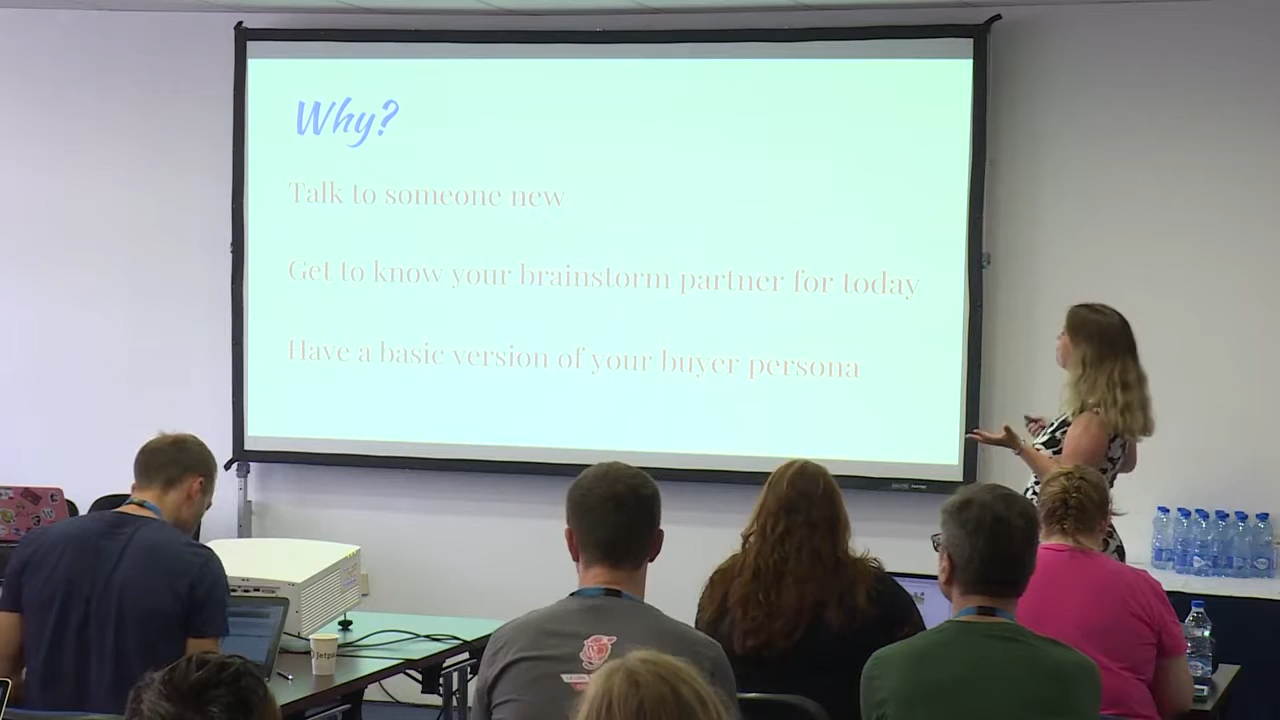 Why?
Talk to someone new
Get to know your brainstorm partner for today
Have a basic version of your buyer persona